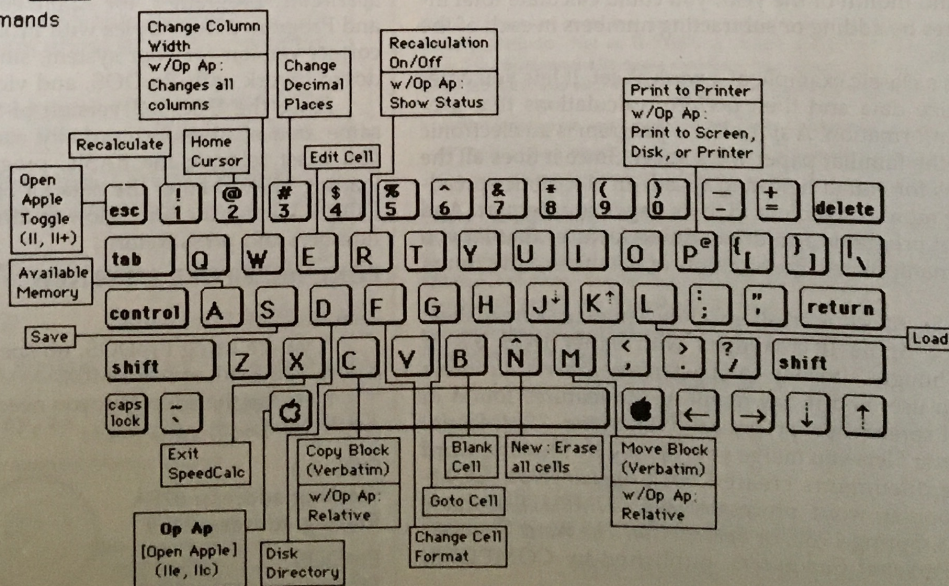 mands
Change Column
Width
w/Op Ap:
Changes all
columns
Change
Decimal
Places
Recalculation
On/Off
w/Op Ap:
Show Status
Print to Printer
w/Op Ap:
Print to Screen,
Disk, or Printer
Recalculate
Home
Cursor
Edit Cell
Open
Apple
Toggle
(II, II+)
esc ! 1 @ 2 # 3 $ 4 % 5 ^ 6 & 7 * 8 ( 9 ) 0 _ - + = delete
tab Q W E R T Y U I O P@ { [ } ] | \
Available
Memory
control A S D F G H J↓ K↑ L : ; " , return
Save
Load
shift Z X C V B N^ M < , > . ? / shift
caps
lock
~ ` ← → ↓ ↑
Exit
SpeedCalc
Copy Block
(Verbatim)
w/Op Ap:
Relative
Blank
Cell
New: Erase
all cells
Move Block
(Verbatim)
w/Op Ap:
Relative
Goto Cell
Op Ap
[Open Apple]
(IIe, IIc)
Disk
Directory
Change Cell
Format